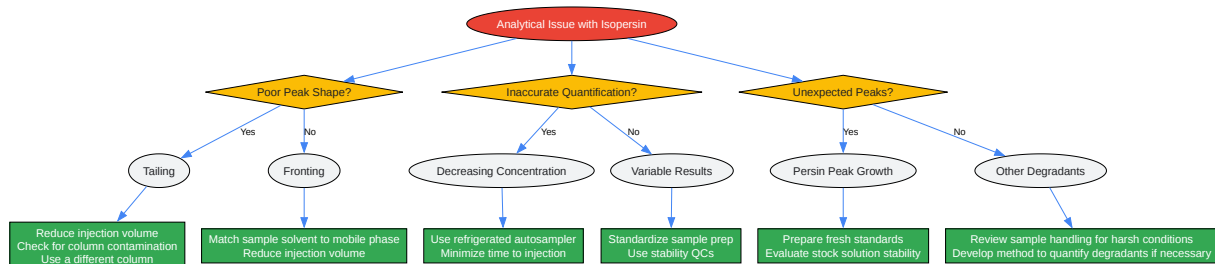 Analytical Issue with Isopersin
Poor Peak Shape?
Inaccurate Quantification?
Unexpected Peaks?
Yes
No
Yes
No
Yes
No
Tailing
Fronting
Decreasing Concentration
Variable Results
Persin Peak Growth
Other Degradants
Reduce injection volume
Check for column contamination
Use a different column
Match sample solvent to mobile phase
Reduce injection volume
Use refrigerated autosampler
Minimize time to injection
Standardize sample prep
Use stability QCs
Prepare fresh standards
Evaluate stock solution stability
Review sample handling for harsh conditions
Develop method to quantify degradants if necessary